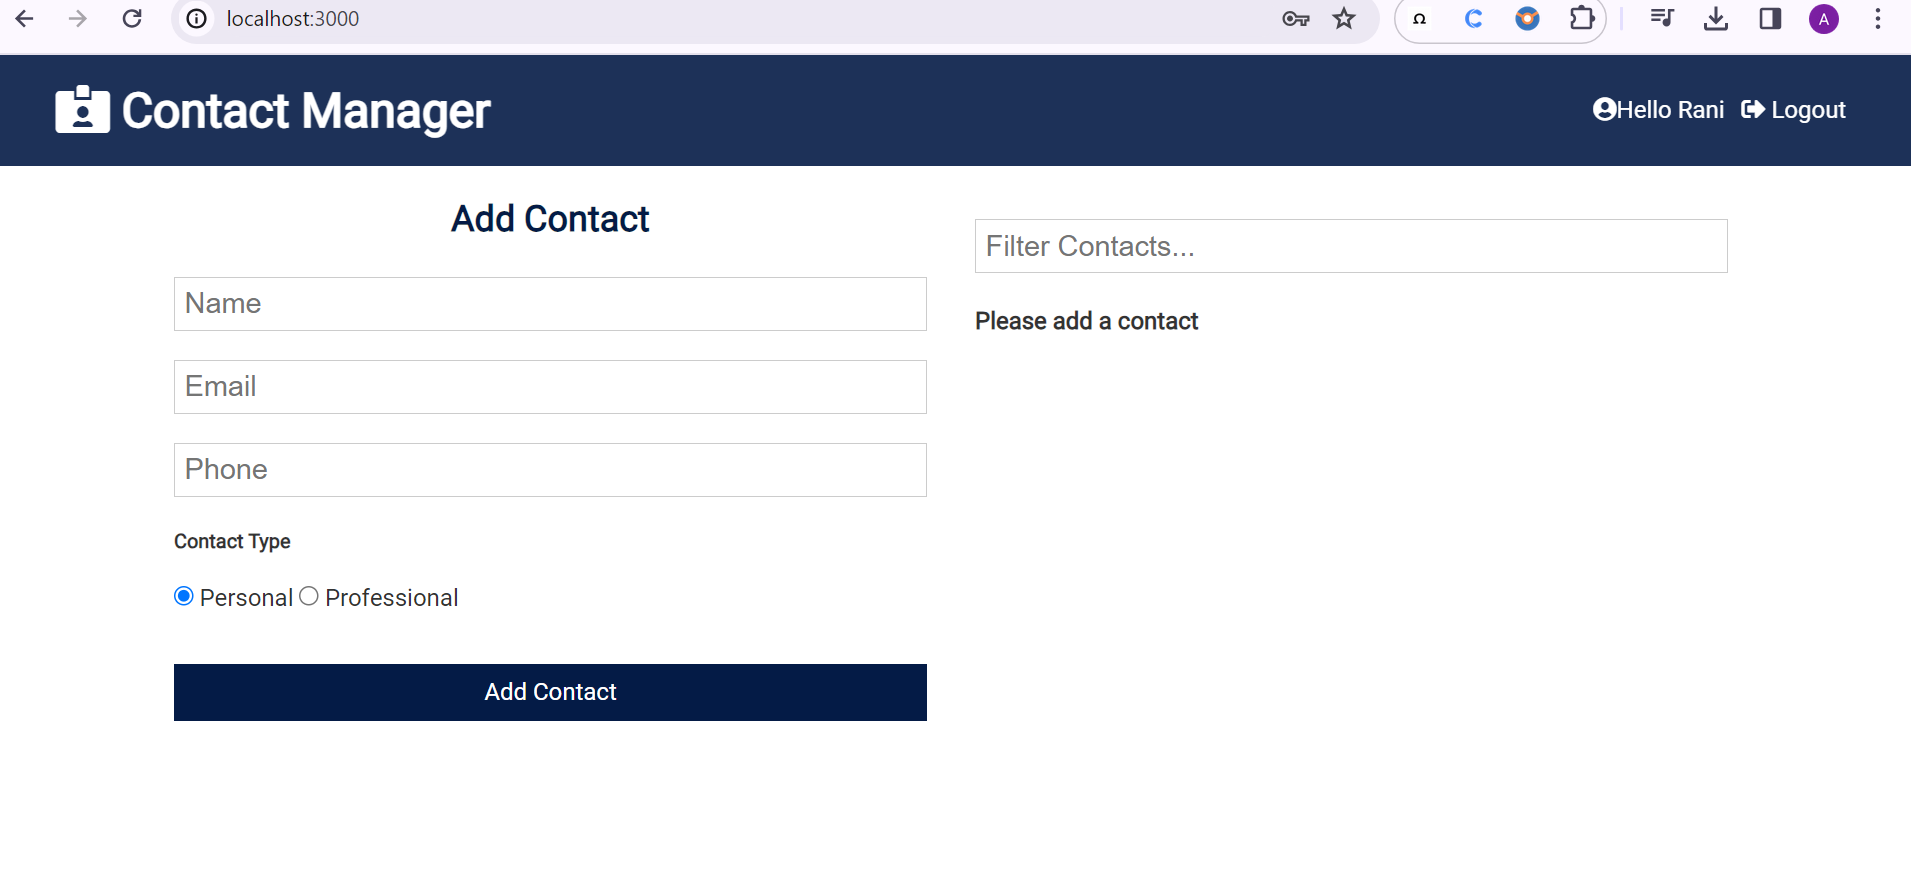 localhost:3000
Ω
A
Contact Manager
Hello Rani Logout
Add Contact
Name
Email
Phone
Contact Type
Personal Professional
Add Contact
Filter Contacts...
Please add a contact